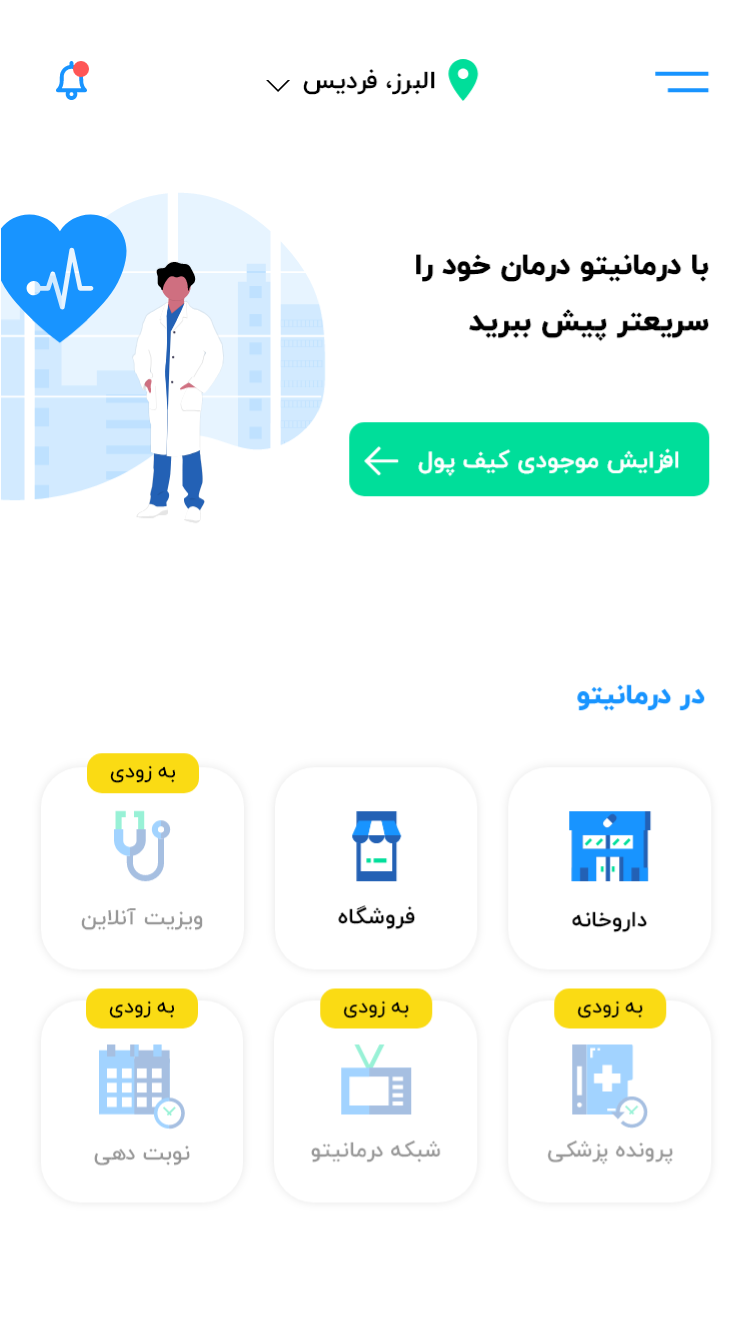 البرز، فردیس
با درمانیتو درمان خود را
سریعتر پیش ببرید
افزایش موجودی کیف پول
در درمانیتو
داروخانه
فروشگاه
به زودی
ویزیت آنلاین
به زودی
پرونده پزشکی
به زودی
شبکه درمانیتو
به زودی
نوبت دهی